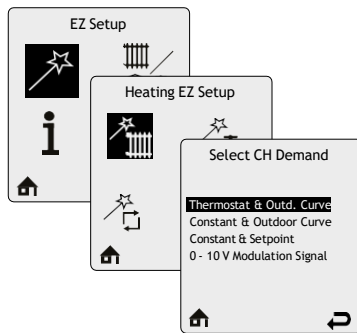 EZ Setup
Heating EZ Setup
Select CH Demand
Thermostat & Outd. Curve
Constant & Outdoor Curve
Constant & Setpoint
0 - 10 V Modulation Signal